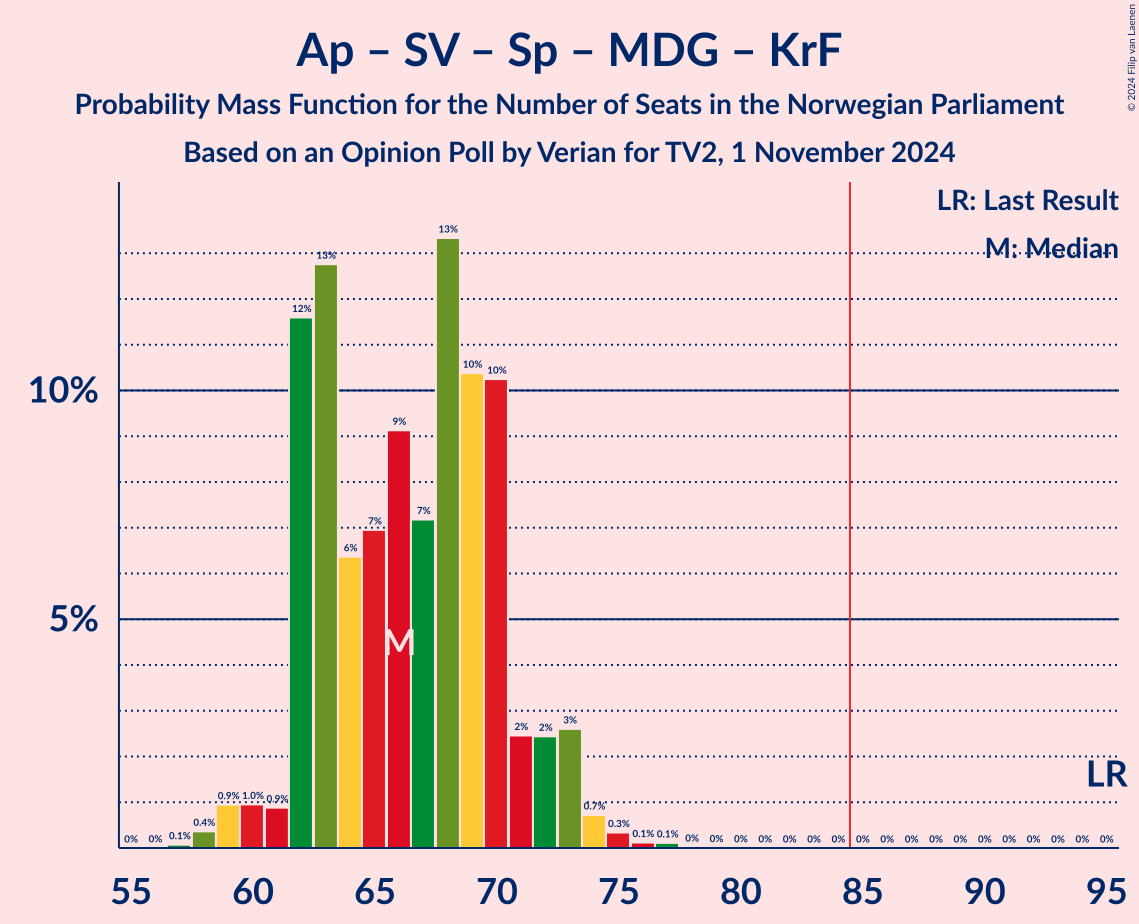 Ap – SV – Sp – MDG – KrF
Probability Mass Function for the Number of Seats in the Norwegian Parliament
Based on an Opinion Poll by Verian for TV2, 1 November 2024
© 2024 Filip van Laenen
LR: Last Result
M: Median
10%
5%
0% 0% 0.1% 0.4% 0.9% 1.0% 0.9% 12% 13% 6% 7% 9% 7% 13% 10% 10% 2% 2% 3% 0.7% 0.3% 0.1% 0.1% 0% 0% 0% 0% 0% 0% 0% 0% 0% 0% 0% 0% 0% 0% 0% 0% 0% 0%
M
LR
55 60 65 70 75 80 85 90 95